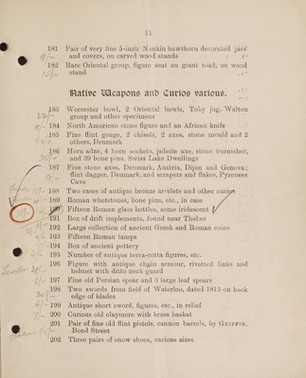 11
181 Pair of very fine 5-inch Nankin hawthorn decorated jars
and covers, on carved wood stands
182 Rare Oriental group, figure seat on giant toad, on wood
stand
Native Weapons and Curios various.
183 Worcester bowl, 2 Oriental bowls, Toby jug, Walton
group and other specimens
184 North American stone figure and an African knife
185 Fine flint gouge, 2 chisels, 2 axes, stone mould and 2
others, Denmark
186 Horn adze, 4 horn sockets, jadeite axe, stone burnisher,
and 39 bone pins, Swiss Lake Dwellings
187 Five stone axes, Denmark, Austria, Dijon and Genova;
flint dagger, Denmark, and scrapers and flakes, Pyrenees
Cave
188 Two cases of antique bronze armlets and other curios
189 Roman whetstones, bone pins, etc., in case
190 Fifteen Roman glass bottles, some iridescent
191 Box of drift implements, found near Thebes
192 Large collection of ancient Greek and Roman coins
193 Fifteen Roman lamps
194 Box of ancient pottery
195 Number of antique terra-cotta figures, etc.
196 Figure with antique chain armour, rivetted links and
helmet with ditto neck guard
197 Fine old Persian spear and 3 large leaf spears
198 Two swords from field of Waterloo, dated 1815 on back
edge of blades
199 Antique short sword, figures, etc., in relief
200 Curious old claymore with brass basket
201 Pair of fine old flint pistols, cannon barrels, by GRIFFIN,
Bond Street
202 Three pairs of snow shoes, various sizes